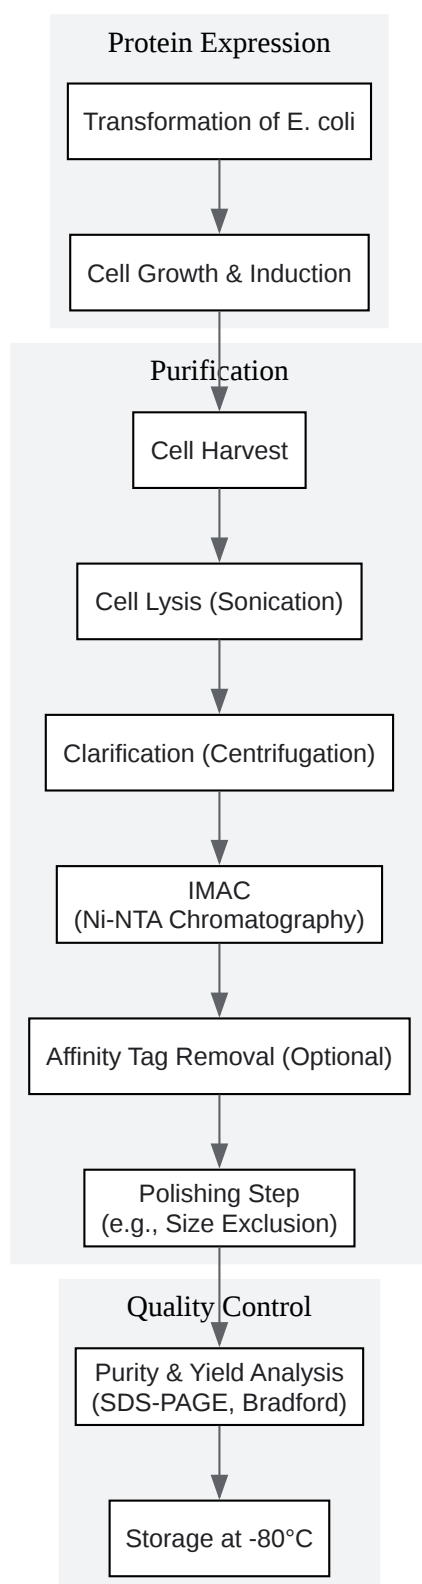 Protein Expression
Transformation of E. coli
Cell Growth & Induction
Purification
Cell Harvest
Cell Lysis (Sonication)
Clarification (Centrifugation)
IMAC
(Ni-NTA Chromatography)
Affinity Tag Removal (Optional)
Polishing Step
(e.g., Size Exclusion)
Quality Control
Purity & Yield Analysis
(SDS-PAGE, Bradford)
Storage at -80°C